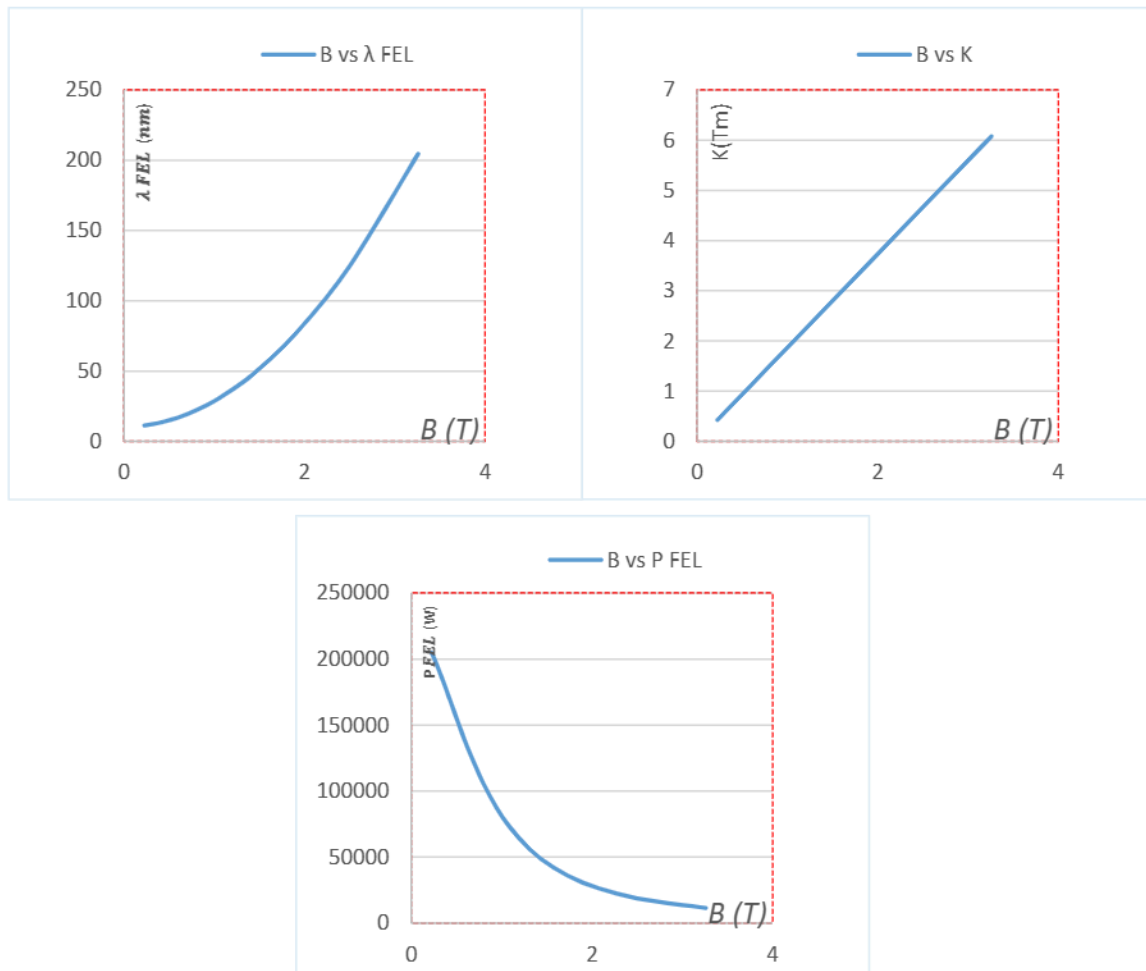 B vs λ FEL
250
200
150
100
50
0
λ FEL (nm)
B (T)
0 2 4
B vs K
7
6
5
4
3
2
1
0
K(Tm)
B (T)
0 2 4
B vs P FEL
250000
200000
150000
100000
50000
0
P FEL (W)
B (T)
0 2 4